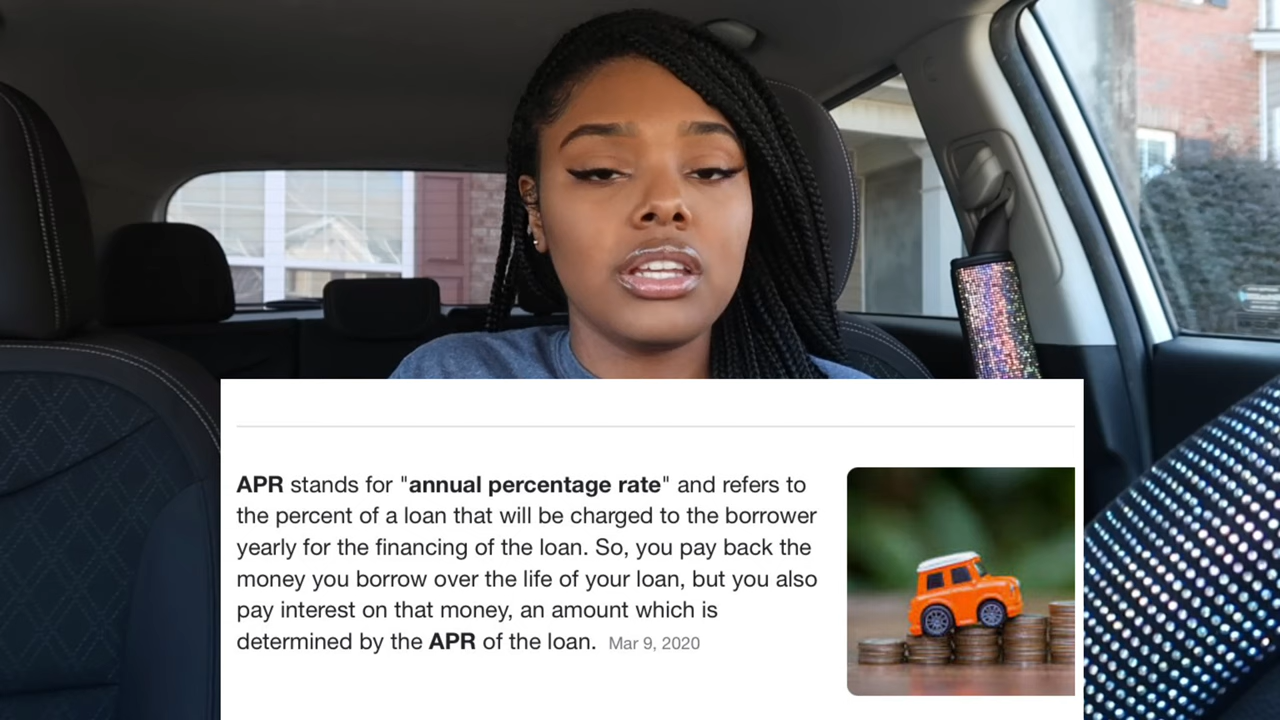 APR stands for "annual percentage rate" and refers to
the percent of a loan that will be charged to the borrower
yearly for the financing of the loan. So, you pay back the
money you borrow over the life of your loan, but you also
pay interest on that money, an amount which is
determined by the APR of the loan. Mar 9, 2020